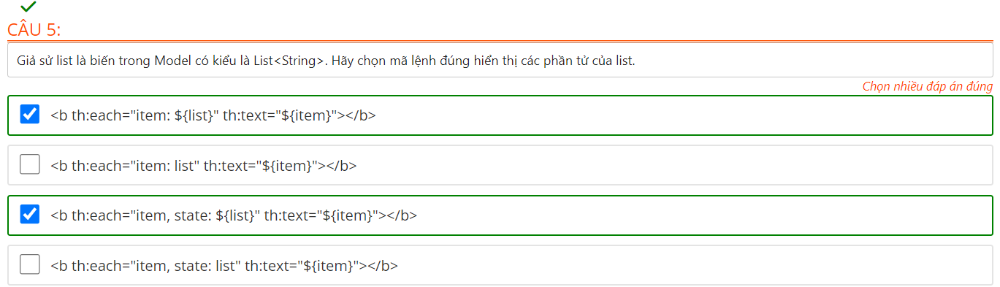 CÂU 5:
Giả sử list là biến trong Model có kiểu là List<String>. Hãy chọn mã lệnh đúng hiển thị các phần tử của list.
Chọn nhiều đáp án đúng
<b th:each="item: ${list}" th:text="${item}"></b>
<b th:each="item: list" th:text="${item}"></b>
<b th:each="item, state: ${list}" th:text="${item}"></b>
<b th:each="item, state: list" th:text="${item}"></b>